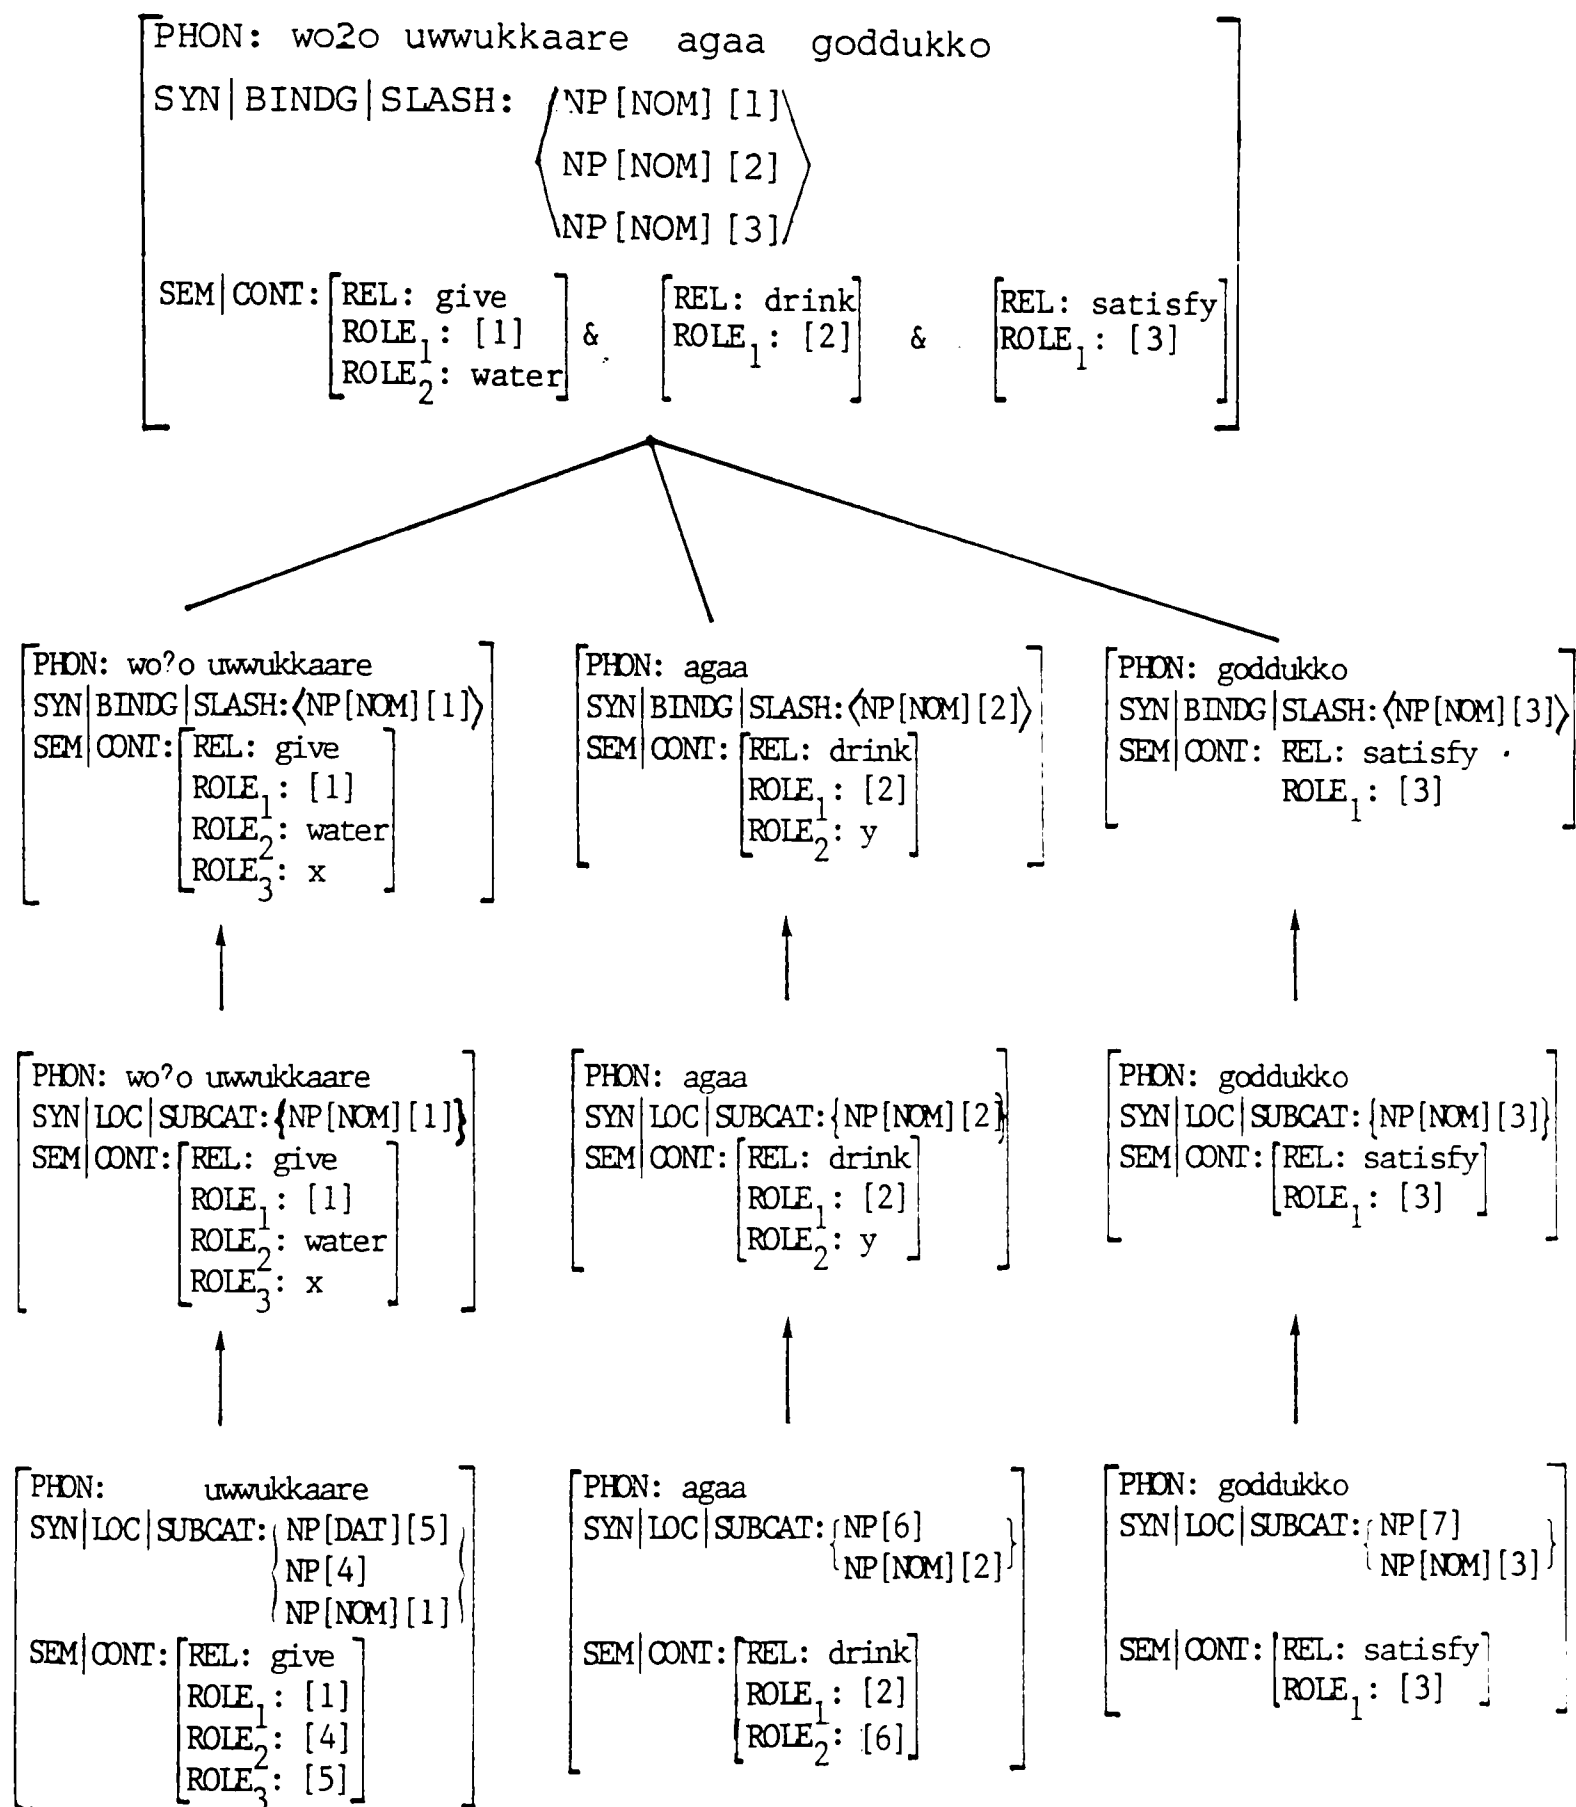 PHON: wo2o uwwukkaare agaa goddukko
SYN|BINDG|SLASH: ⟨NP[NOM][1]
NP[NOM][2]
NP[NOM][3]⟩
SEM|CONT: [REL: give & [REL: drink & [REL: satisfy
ROLE1: [1] ROLE1: [2]] ROLE1: [3]]
ROLE2: water]
PHON: wo?o uwwukkaare
SYN|BINDG|SLASH:⟨NP[NOM][1]⟩
SEM|CONT:[REL: give
ROLE1: [1]
ROLE2: water
ROLE3: x]
PHON: agaa
SYN|BINDG|SLASH:⟨NP[NOM][2]⟩
SEM|CONT:[REL: drink
ROLE1: [2]
ROLE2: y]
PHON: goddukko
SYN|BINDG|SLASH:⟨NP[NOM][3]⟩
SEM|CONT: REL: satisfy
ROLE1: [3]
PHON: wo?o uwwukkaare
SYN|LOC|SUBCAT:{NP[NOM][1]}
SEM|CONT:[REL: give
ROLE1: [1]
ROLE2: water
ROLE3: x]
PHON: agaa
SYN|LOC|SUBCAT:{NP[NOM][2]}
SEM|CONT:[REL: drink
ROLE1: [2]
ROLE2: y]
PHON: goddukko
SYN|LOC|SUBCAT:{NP[NOM][3]}
SEM|CONT:[REL: satisfy
ROLE1: [3]]
PHON: uwwukkaare
SYN|LOC|SUBCAT:{NP[DAT][5]
NP[4]
NP[NOM][1]}
SEM|CONT:[REL: give
ROLE1: [1]
ROLE2: [4]
ROLE3: [5]]
PHON: agaa
SYN|LOC|SUBCAT:{NP[6]
NP[NOM][2]}
SEM|CONT:[REL: drink
ROLE1: [2]
ROLE2: [6]]
PHON: goddukko
SYN|LOC|SUBCAT:{NP[7]
NP[NOM][3]}
SEM|CONT:[REL: satisfy
ROLE1: [3]]